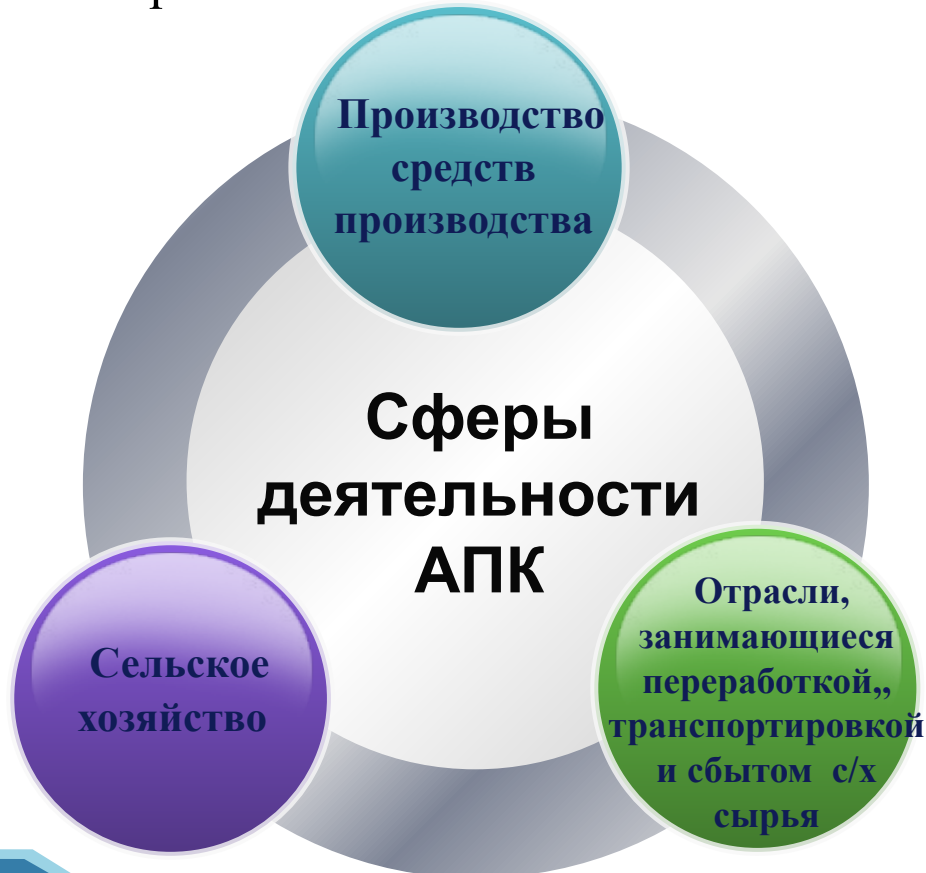 Производство
средств
производства
Сферы
деятельности
АПК
Сельское
хозяйство
Отрасли,
занимающиеся
переработкой,,
транспортировкой
и сбытом с/х
сырья